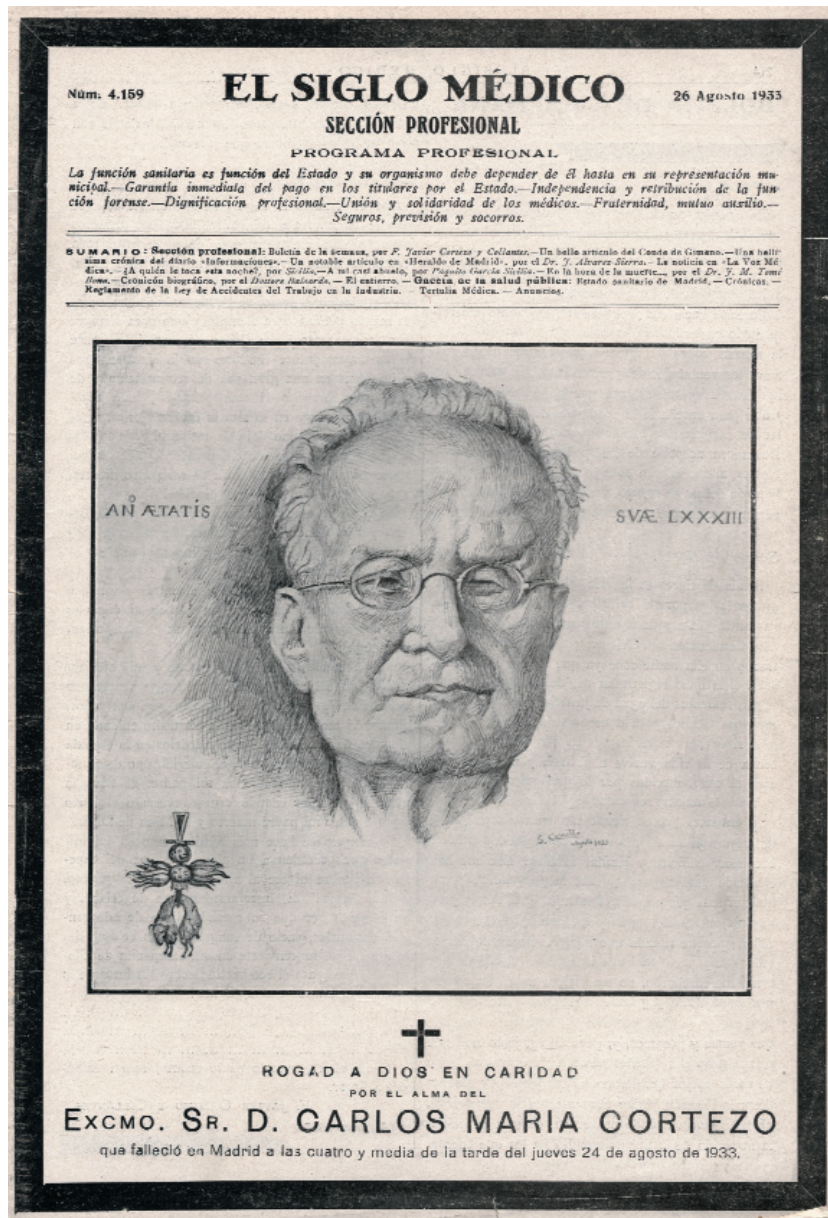 Núm. 4.159
EL SIGLO MÉDICO
26 Agosto 1933
SECCIÓN PROFESIONAL
PROGRAMA PROFESIONAL
La función sanitaria es función del Estado y su organismo debe depender de él hasta en su representación mu-
nicipal.—Garantía inmediata del pago en los titulares por el Estado.—Independencia y retribución de la fun-
ción forense.—Dignificación profesional.—Unión y solidaridad de los médicos.—Fraternidad, mutuo auxilio.—
Seguros, previsión y socorros.
SUMARIO: Sección profesional: Boletín de la semana, por F. Javier Cortezo y Collantes.—Un bello artículo del Conde de Gimeno.—Una bellí-
sima crónica del diario «Informaciones».—Un notable artículo en «Heraldo de Madrid», por el Dr. J. Alvarez-Sierra.—La noticia en «La Voz Mé-
dica».—¿A quién le toca esta noche?, por Sicilia.—A mi casi abuelo, por Paquito García Sicilia.—En la hora de la muerte..., por el Dr. J. M. Tomé
Bona.—Crónicón biográfico, por el Dottore Balsordo.—El entierro.—Gaceta de la salud pública: Estado sanitario de Madrid.—Crónicas.—
Reglamento de la Ley de Accidentes del Trabajo en la Industria.—Tertulia Médica.—Anuncios.
ANº ÆTATIS
SVÆ LXXXIII
ROGAD A DIOS EN CARIDAD
POR EL ALMA DEL
EXCMO. SR. D. CARLOS MARIA CORTEZO
que falleció en Madrid a las cuatro y media de la tarde del jueves 24 de agosto de 1933.